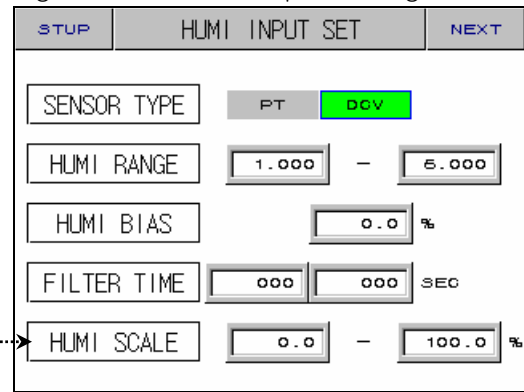 STUP HUMI INPUT SET NEXT
SENSOR TYPE PT DCV
HUMI RANGE 1.000 – 5.000
HUMI BIAS 0.0 %
FILTER TIME 000 000 SEC
HUMI SCALE 0.0 – 100.0 %